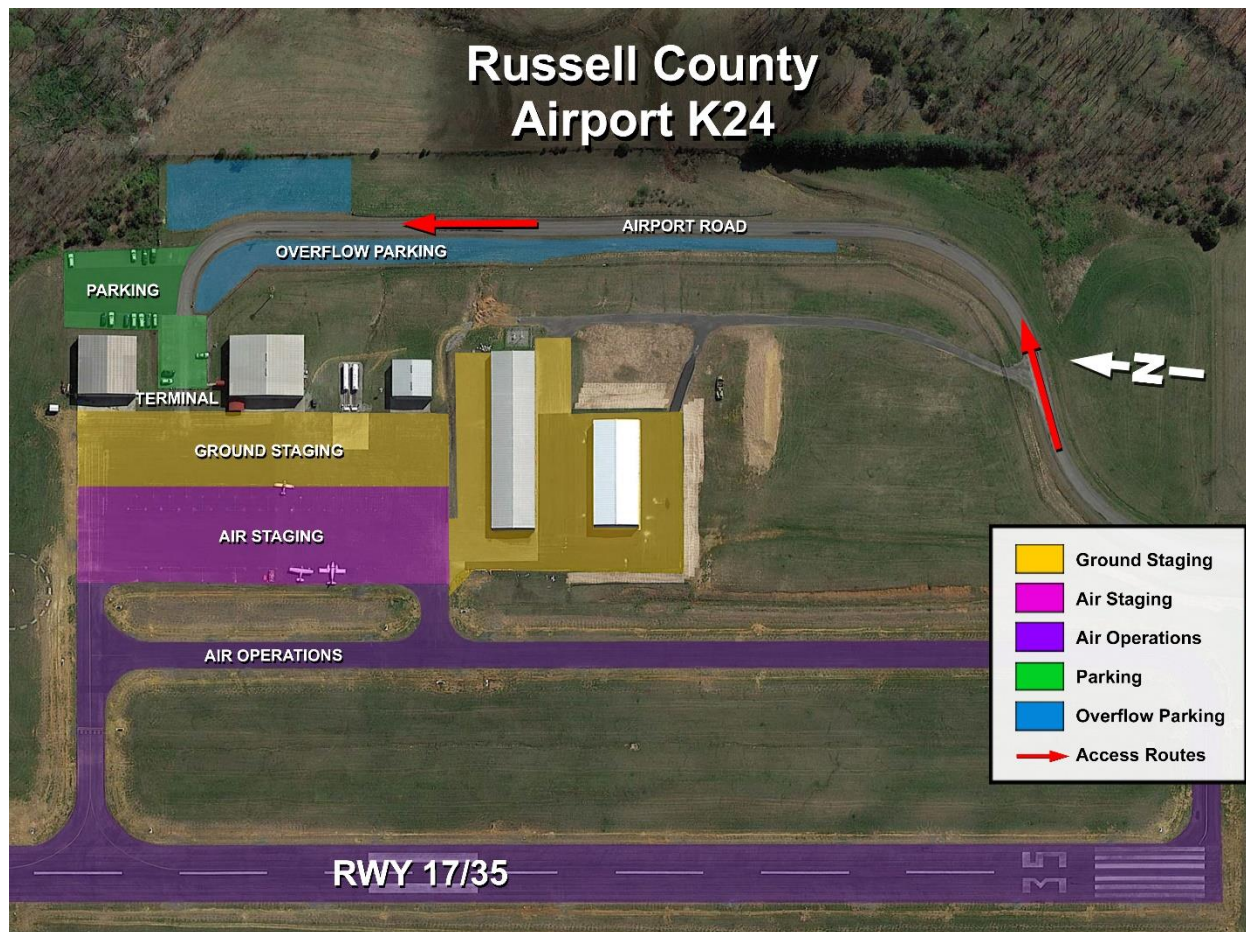 Russell County
Airport K24
AIRPORT ROAD
OVERFLOW PARKING
PARKING
N
TERMINAL
GROUND STAGING
AIR STAGING
AIR OPERATIONS
Ground Staging
Air Staging
Air Operations
Parking
Overflow Parking
Access Routes
RWY 17/35
35